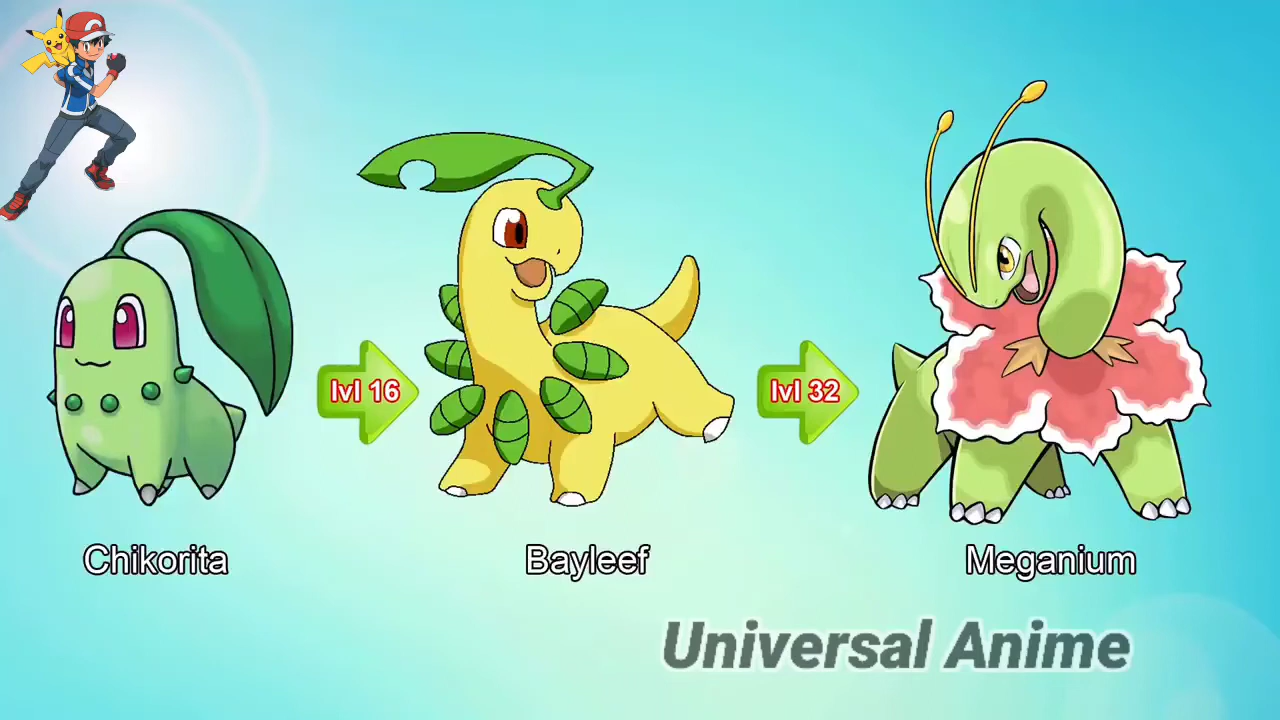 lvl 16
lvl 32
Chikorita
Bayleef
Meganium
Universal Anime